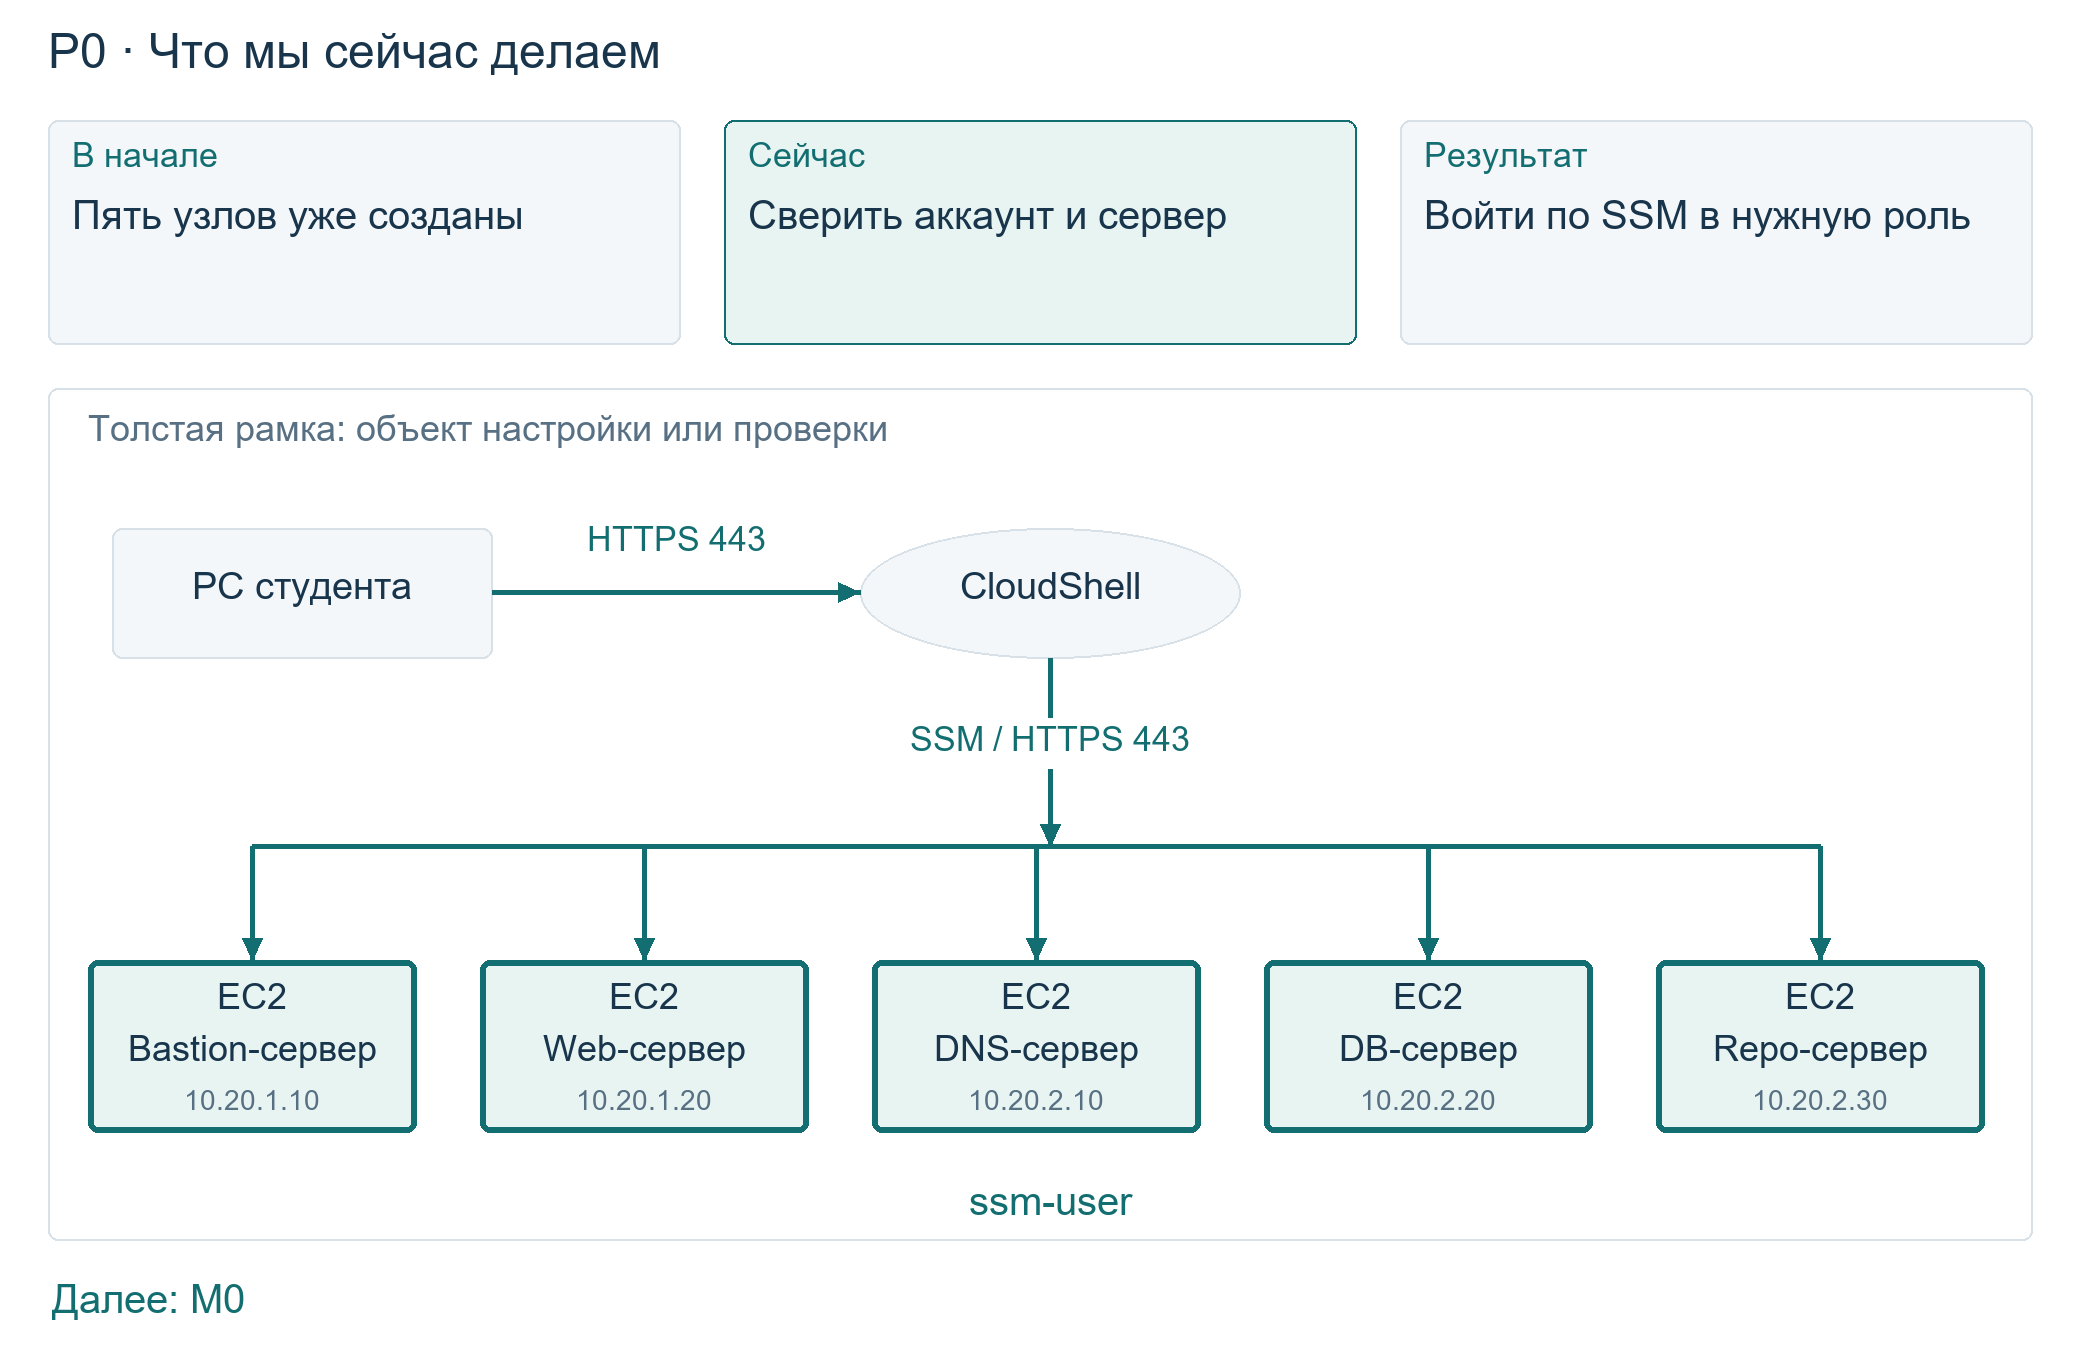 P0 · Что мы сейчас делаем
В начале
Пять узлов уже созданы
Сейчас
Сверить аккаунт и сервер
Результат
Войти по SSM в нужную роль
Толстая рамка: объект настройки или проверки
PC студента
HTTPS 443
CloudShell
SSM / HTTPS 443
EC2
Bastion-сервер
10.20.1.10
EC2
Web-сервер
10.20.1.20
EC2
DNS-сервер
10.20.2.10
EC2
DB-сервер
10.20.2.20
EC2
Repo-сервер
10.20.2.30
ssm-user
Далее: M0